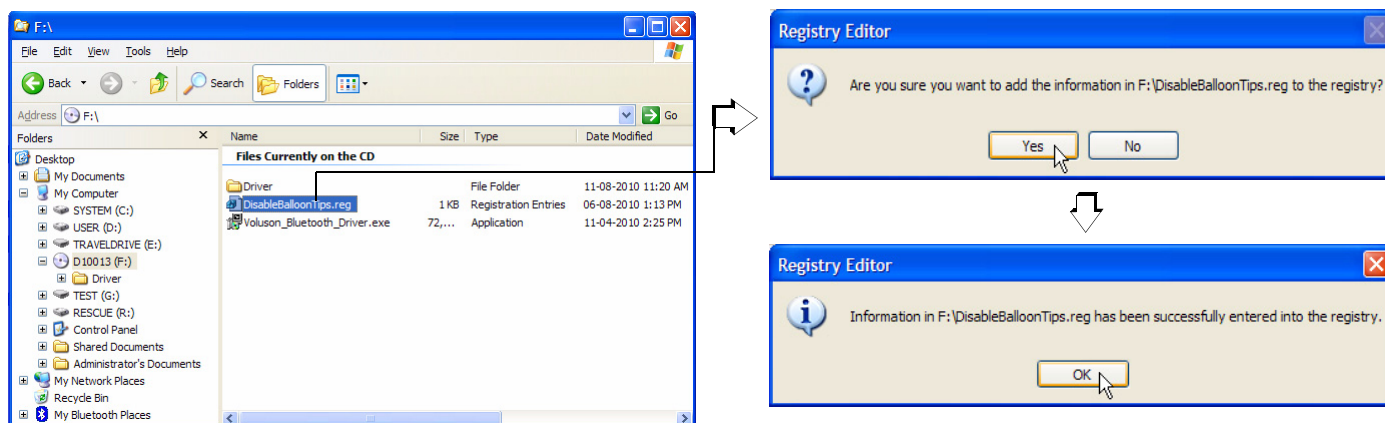 F:\
File Edit View Tools Help
Back Search Folders
Address F:\ Go
Folders
Desktop
My Documents
My Computer
SYSTEM (C:)
USER (D:)
TRAVELDRIVE (E:)
D10013 (F:)
Driver
TEST (G:)
RESCUE (R:)
Control Panel
Shared Documents
Administrator's Documents
My Network Places
Recycle Bin
My Bluetooth Places
Name Size Type Date Modified
Files Currently on the CD
Driver File Folder 11-08-2010 11:20 AM
DisableBalloonTips.reg 1 KB Registration Entries 06-08-2010 1:13 PM
Voluson_Bluetooth_Driver.exe 72,... Application 11-04-2010 2:25 PM
Registry Editor
Are you sure you want to add the information in F:\DisableBalloonTips.reg to the registry?
Yes No
Registry Editor
Information in F:\DisableBalloonTips.reg has been successfully entered into the registry.
OK